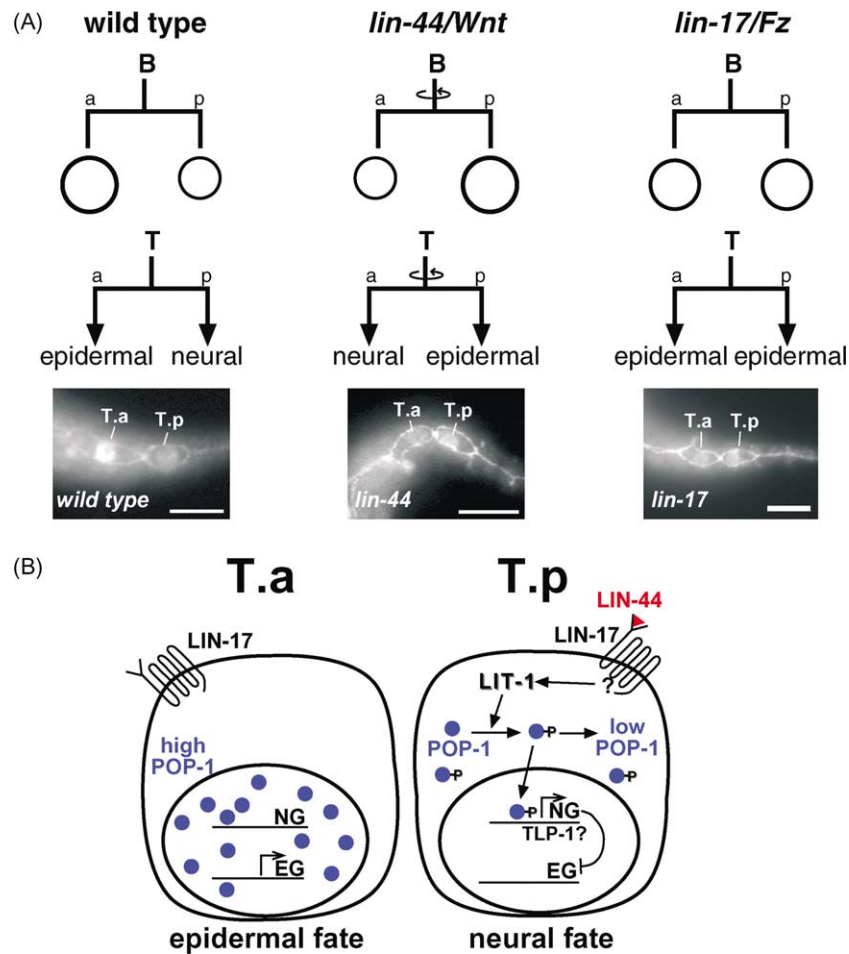 (A)
wild type lin-44/Wnt lin-17/Fz
B B B
a p a p a p
T T T
a p a p a p
epidermal neural neural epidermal epidermal epidermal
T.a T.p T.a T.p T.a T.p
wild type lin-44 lin-17
(B)
T.a T.p
LIN-44
LIN-17 LIN-17
LIT-1 ?
high POP-1 P low
POP-1 POP-1
P P
NG P NG
TLP-1?
EG EG
epidermal fate neural fate